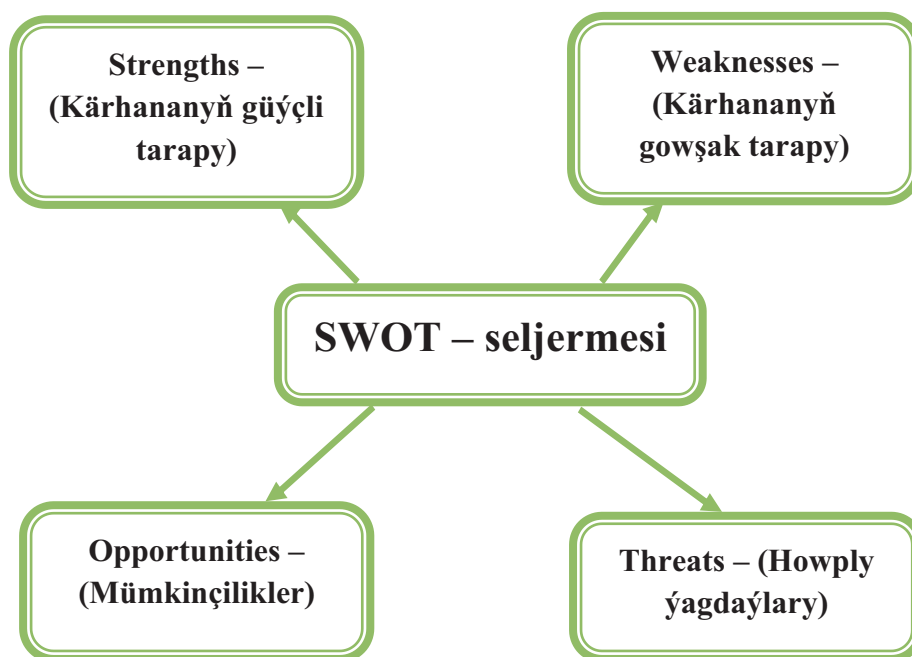 Strengths –
(Kärhananyň güýçli
tarapy)
Weaknesses –
(Kärhananyň
gowşak tarapy)
SWOT – seljermesi
Opportunities –
(Mümkinçilikler)
Threats – (Howply
ýagdaýlary)